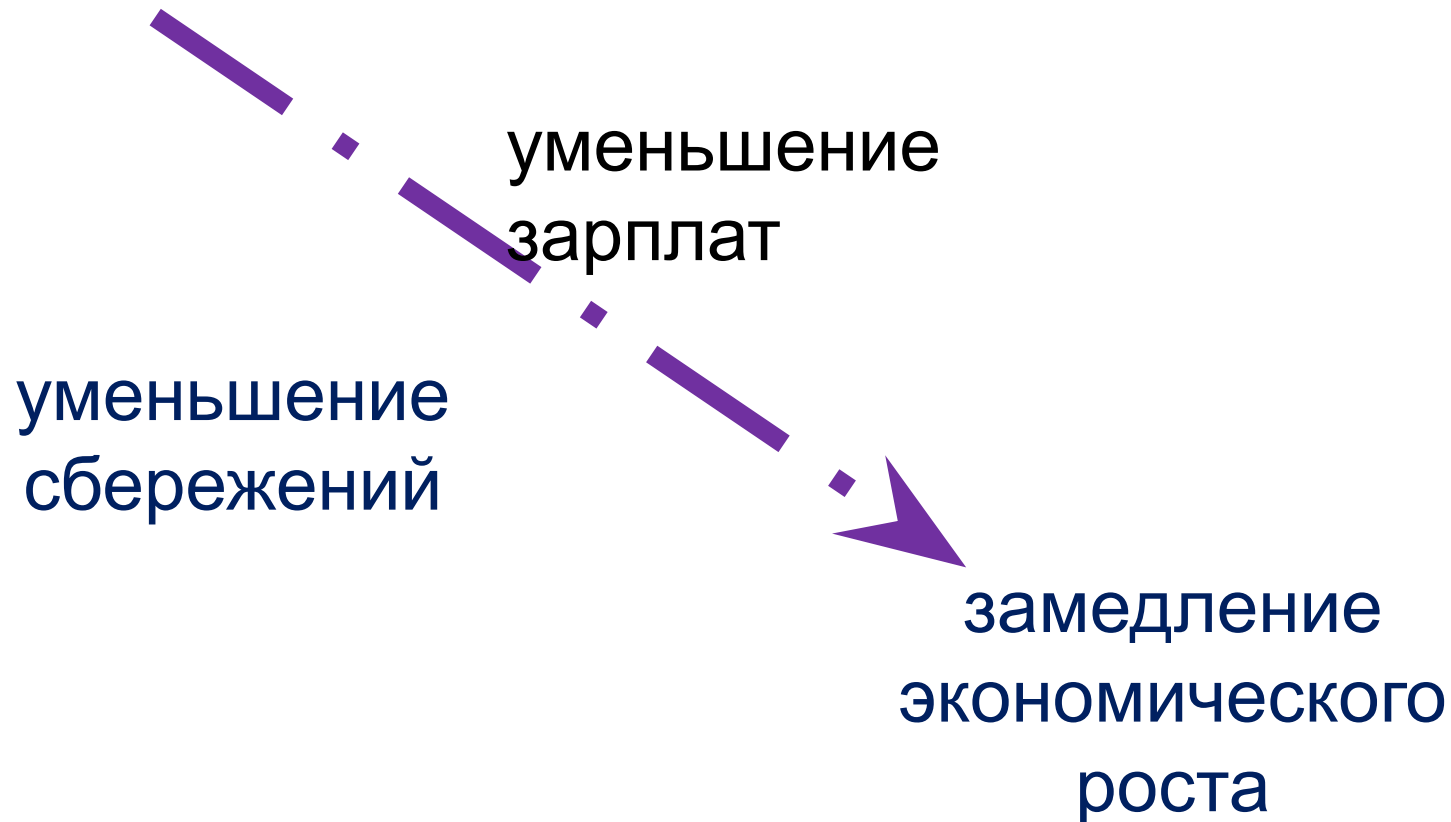 уменьшение
зарплат
уменьшение
сбережений
замедление
экономического
роста